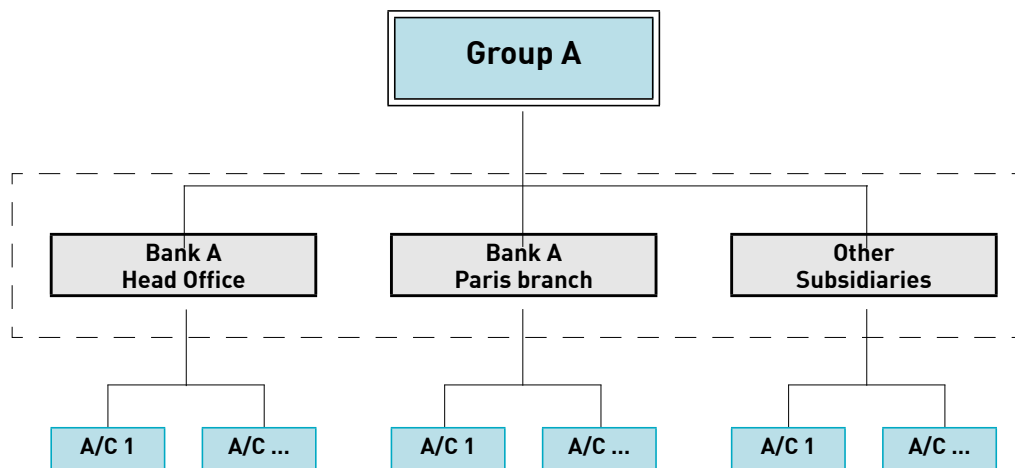 Group A
Bank A
Head Office
Bank A
Paris branch
Other
Subsidiaries
A/C 1
A/C ...
A/C 1
A/C ...
A/C 1
A/C ...